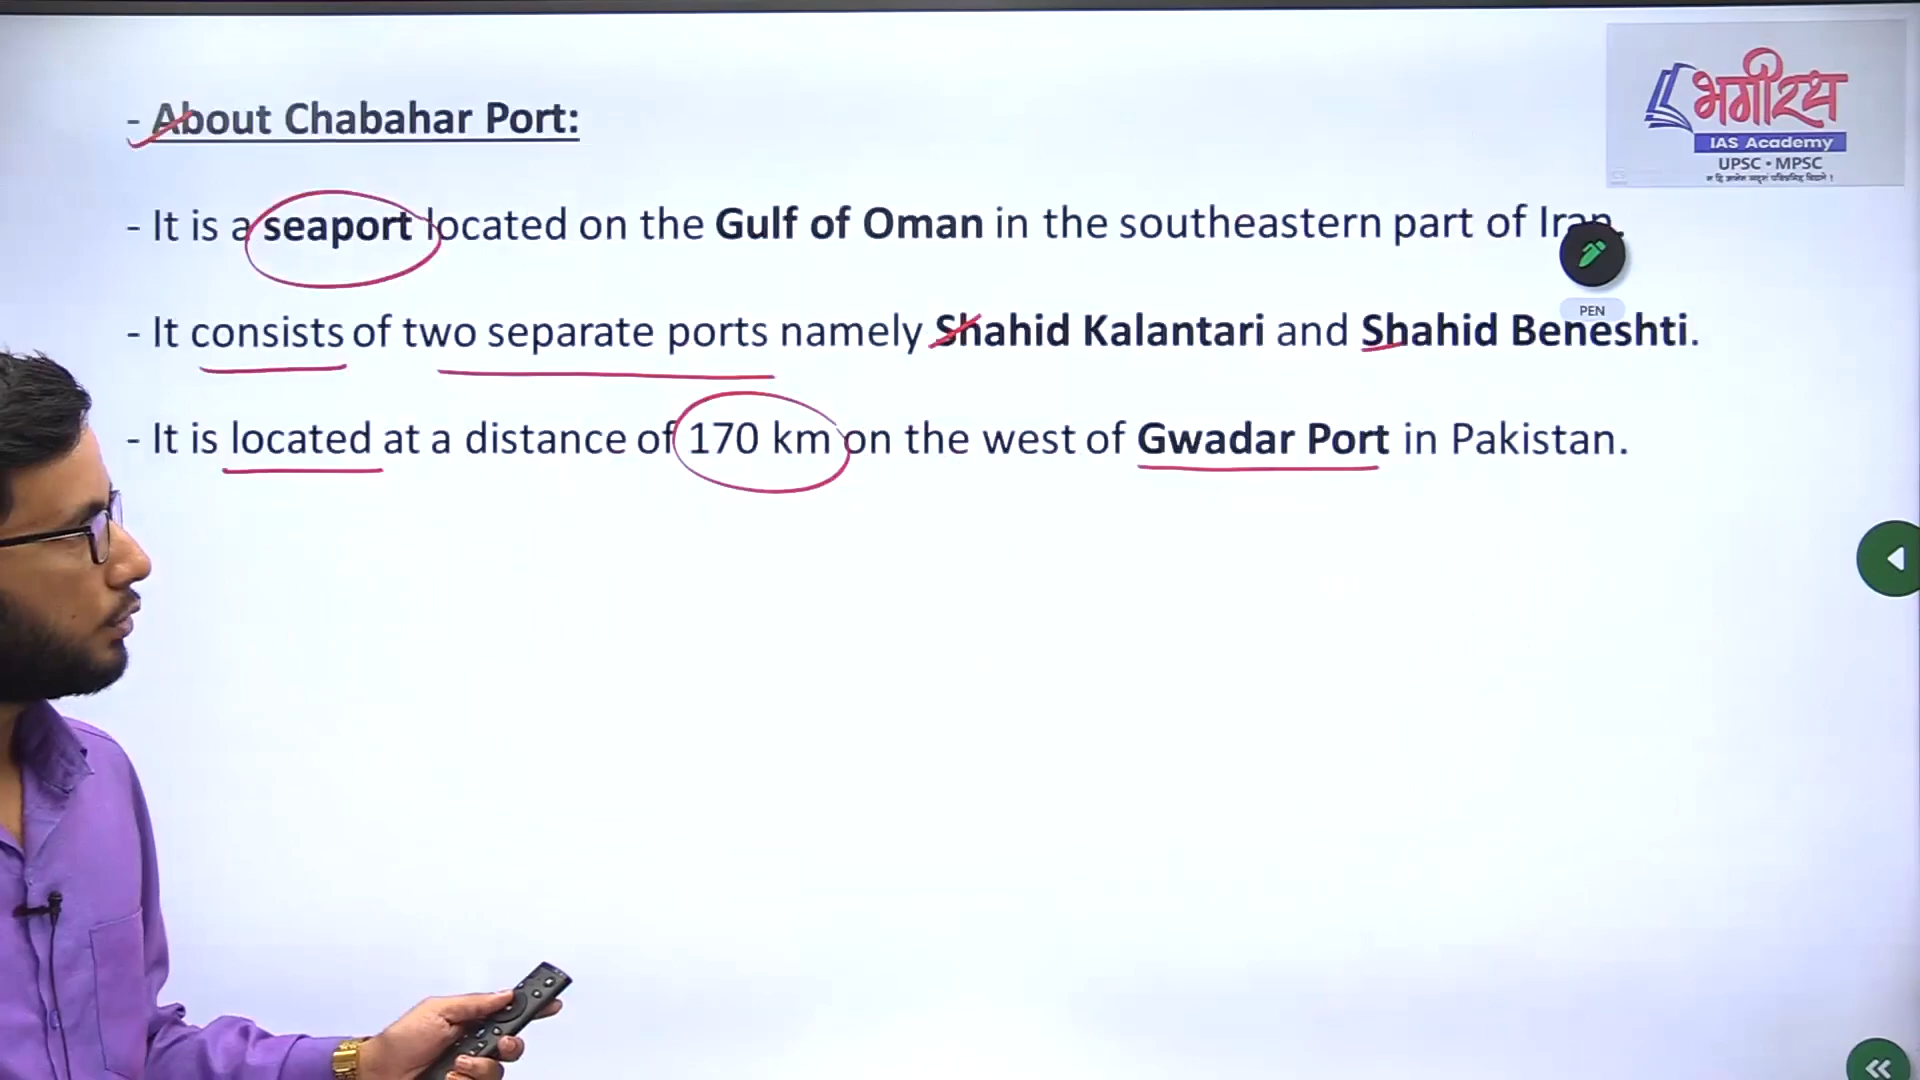 - About Chabahar Port:
- It is a seaport located on the Gulf of Oman in the southeastern part of Iran.
- It consists of two separate ports namely Shahid Kalantari and Shahid Beneshti.
- It is located at a distance of 170 km on the west of Gwadar Port in Pakistan.
भगीरथ
IAS Academy
UPSC • MPSC
PEN